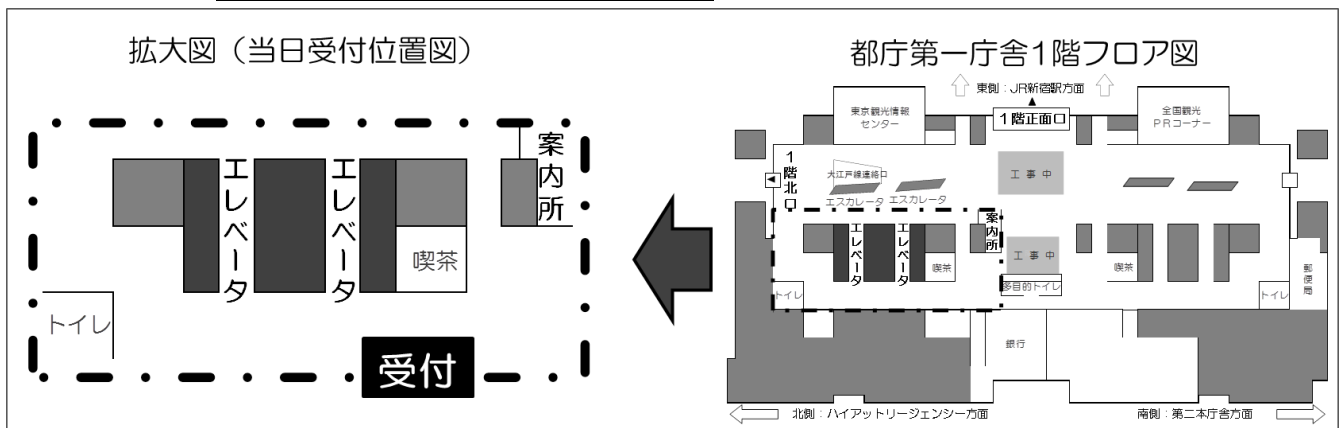 拡大図（当日受付位置図）
エレベータ
エレベータ
案内所
喫茶
トイレ
受付
都庁第一庁舎1階フロア図
東側：JR新宿駅方面
東京観光情報
センター
1階正面口
全国観光
PRコーナー
1階北口
大江戸線連絡口
エスカレータ
エスカレータ
工事中
案内所
エレベータ
エレベータ
喫茶
工事中
喫茶
トイレ
多目的トイレ
トイレ
郵便局
銀行
北側：ハイアットリージェンシー方面
南側：第二本庁舎方面